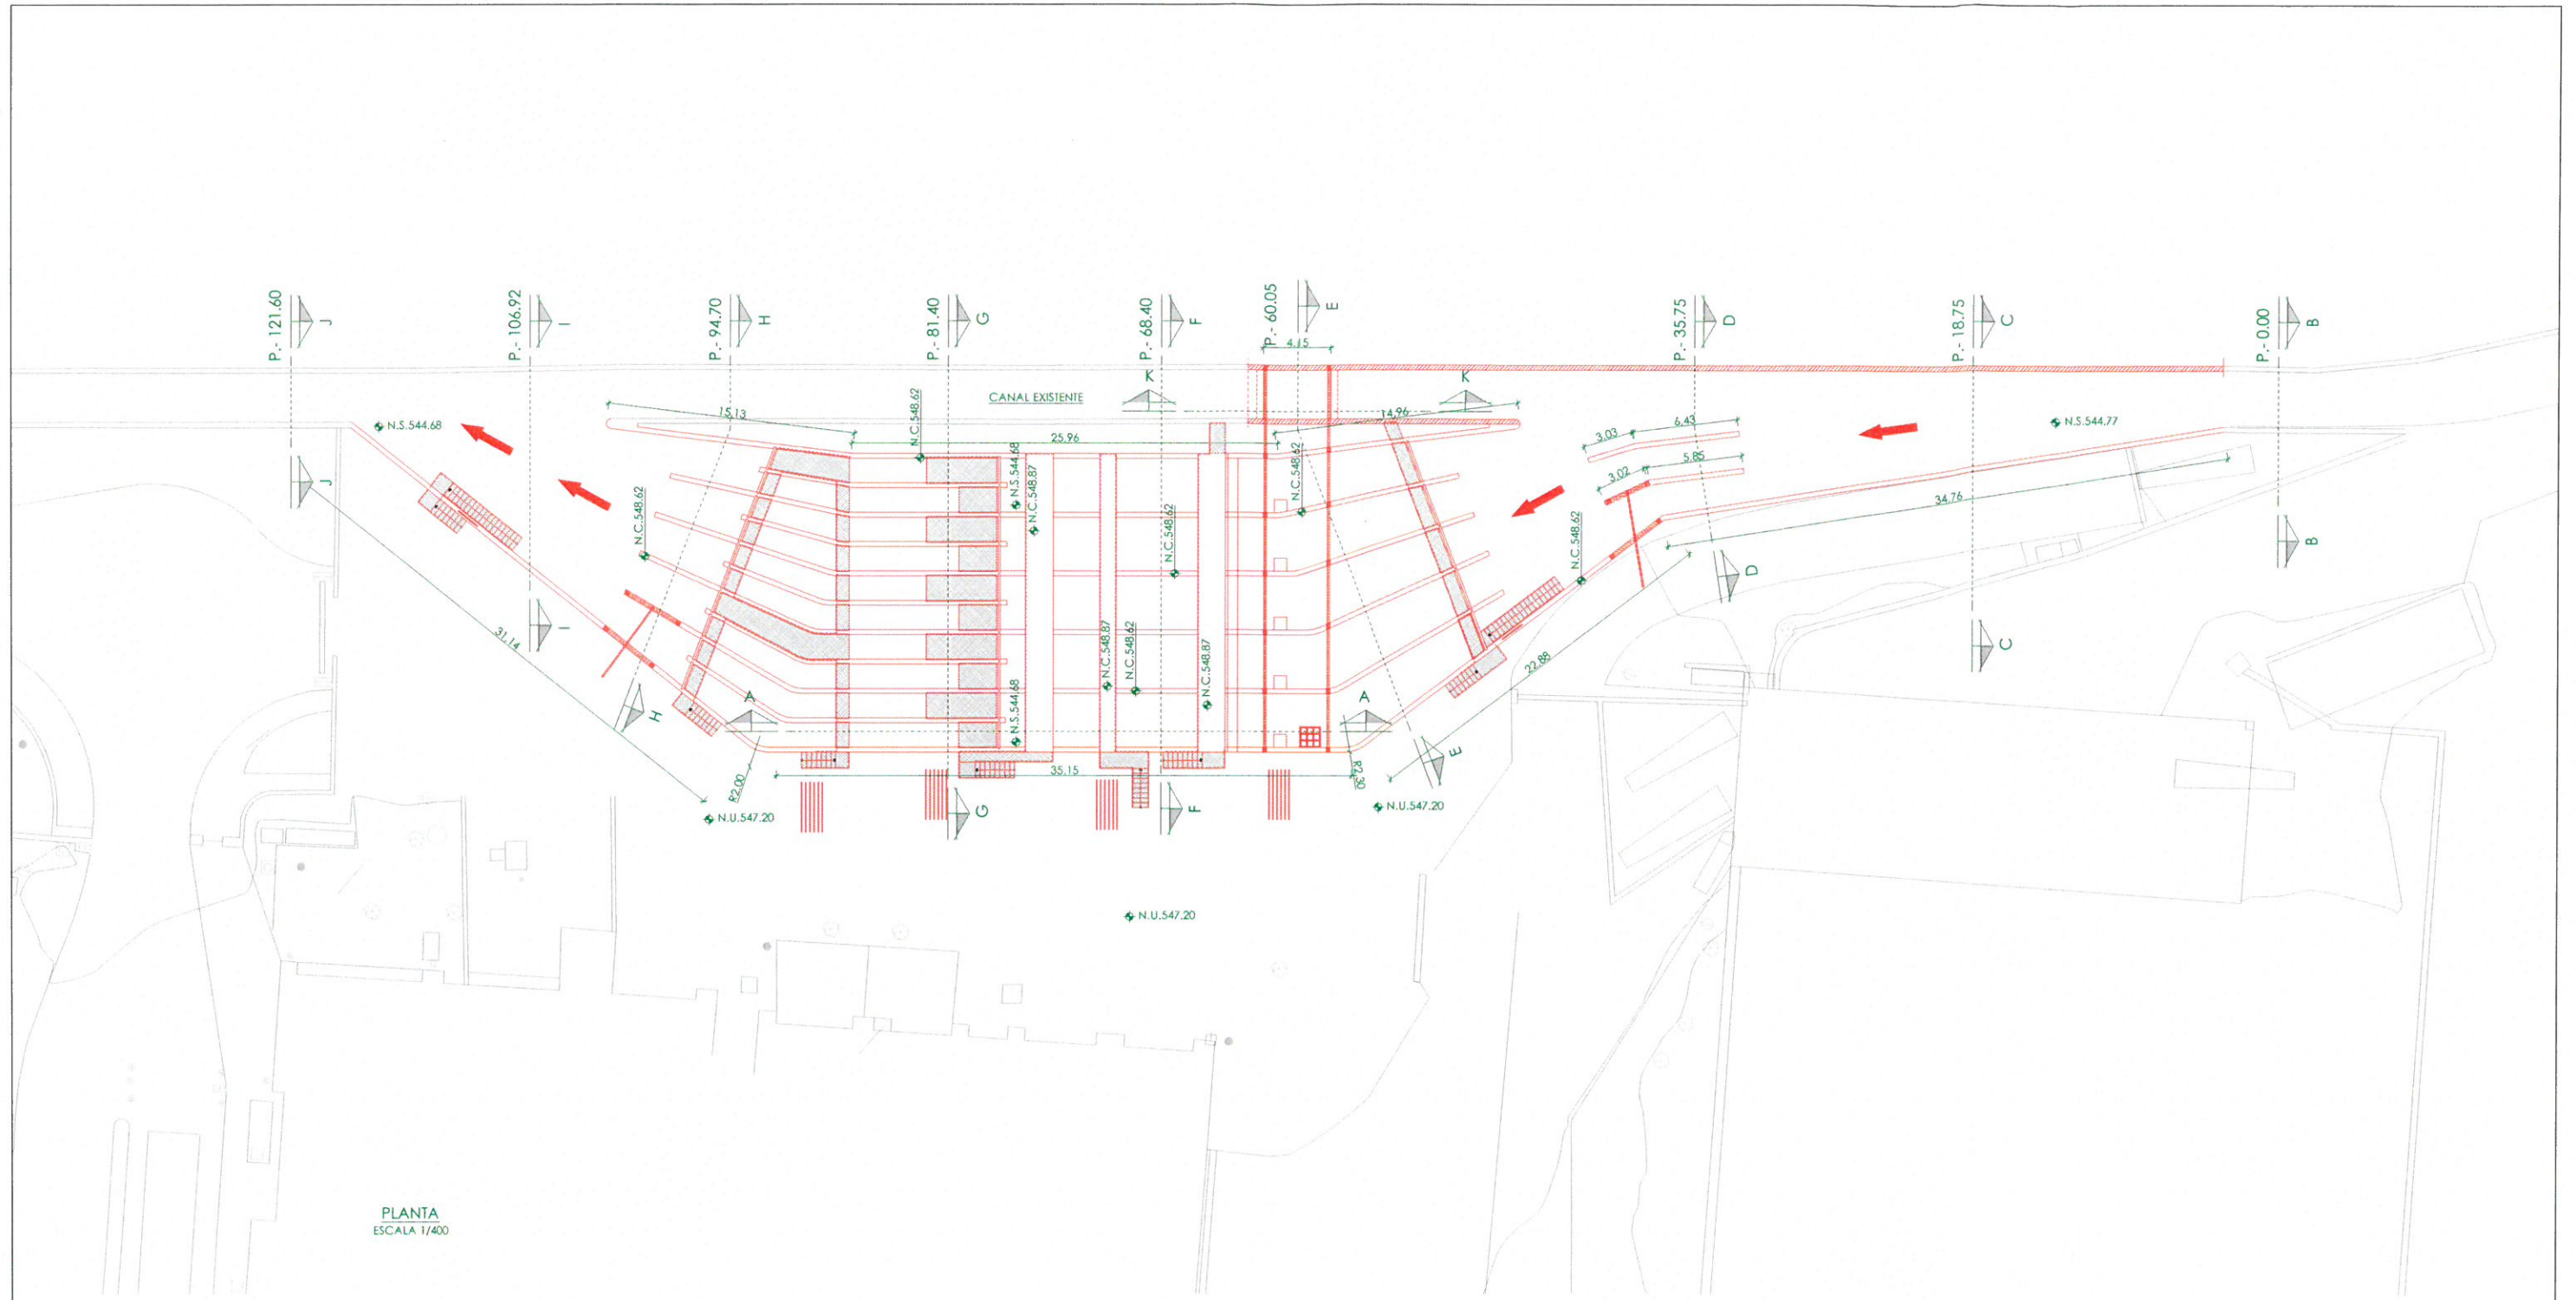 P.- 121.60
J
P.- 106.92
I
P.- 94.70
H
P.- 81.40
G
P.- 68.40
F
P.- 60.05
E
P.- 35.75
D
P.- 18.75
C
P.- 0.00
B
4.15
K
K
CANAL EXISTENTE
N.C.548.62
15.13
14.96
25.96
N.S.544.68
N.S.544.77
3.03
6.43
3.02
5.85
34.76
N.S.544.68
N.C.548.87
N.C.548.62
N.C.548.62
N.C.548.62
N.C.548.62
J
B
D
I
C
31.14
22.88
N.C.548.87
N.C.548.62
N.C.548.87
N.S.544.68
H
A
A
E
R2.00
35.15
R2.30
G
F
N.U.547.20
N.U.547.20
N.U.547.20
PLANTA
ESCALA 1/400